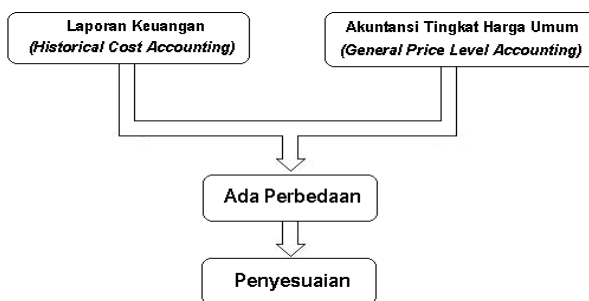 Laporan Keuangan
(Historical Cost Accounting)
Akuntansi Tingkat Harga Umum
(General Price Level Accounting)
Ada Perbedaan
Penyesuaian